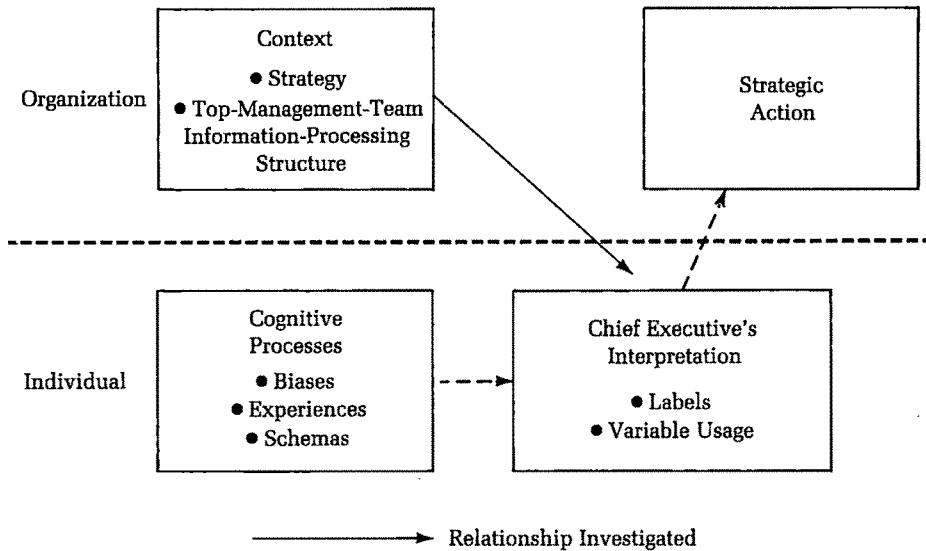 Organization
Context
● Strategy
● Top-Management-Team
Information-Processing
Structure
Strategic
Action
Individual
Cognitive
Processes
● Biases
● Experiences
● Schemas
Chief Executive's
Interpretation
● Labels
● Variable Usage
Relationship Investigated